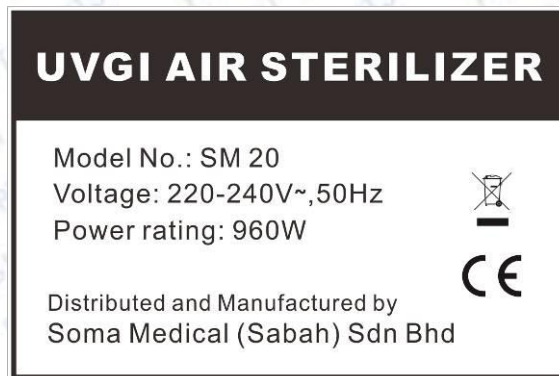 UVGI AIR STERILIZER
Model No.: SM 20
Voltage: 220-240V~,50Hz
Power rating: 960W
CE
Distributed and Manufactured by
Soma Medical (Sabah) Sdn Bhd